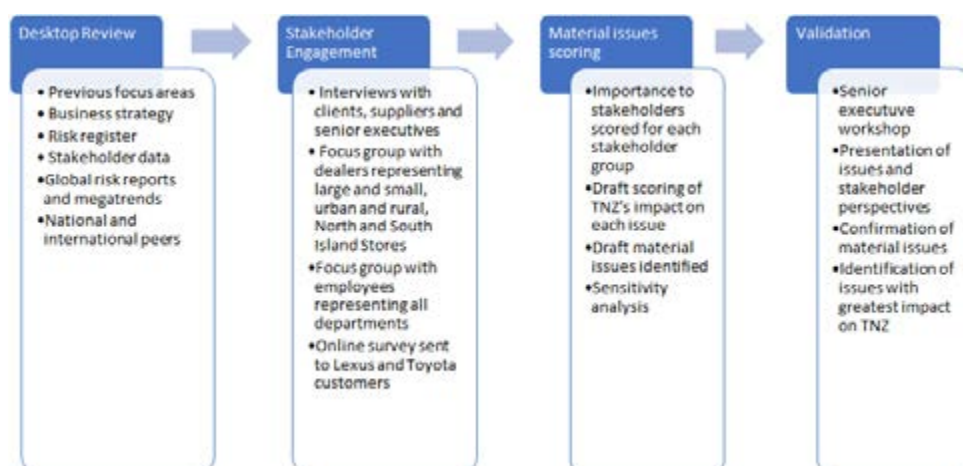 Desktop Review
• Previous focus areas
• Business strategy
• Risk register
• Stakeholder data
•Global risk reports
and megatrends
•National and
international peers
Stakeholder
Engagement
• Interviews with
clients, suppliers and
senior executives
• Focus group with
dealers representing
large and small,
urban and rural,
North and South
Island Stores
•Focus group with
employees
representing all
departments
•Online survey sent
to Lexus and Toyota
customers
Material issues
scoring
•Importance to
stakeholders
scored for each
stakeholder
group
•Draft scoring of
TNZ's impact on
each issue
•Draft material
issues identified
•Sensitivity
analysis
Validation
•Senior
executuve
workshop
•Presentation of
issues and
stakeholder
perspectives
•Confirmation of
material issues
•Identification of
issues with
greatest impact
on TNZ